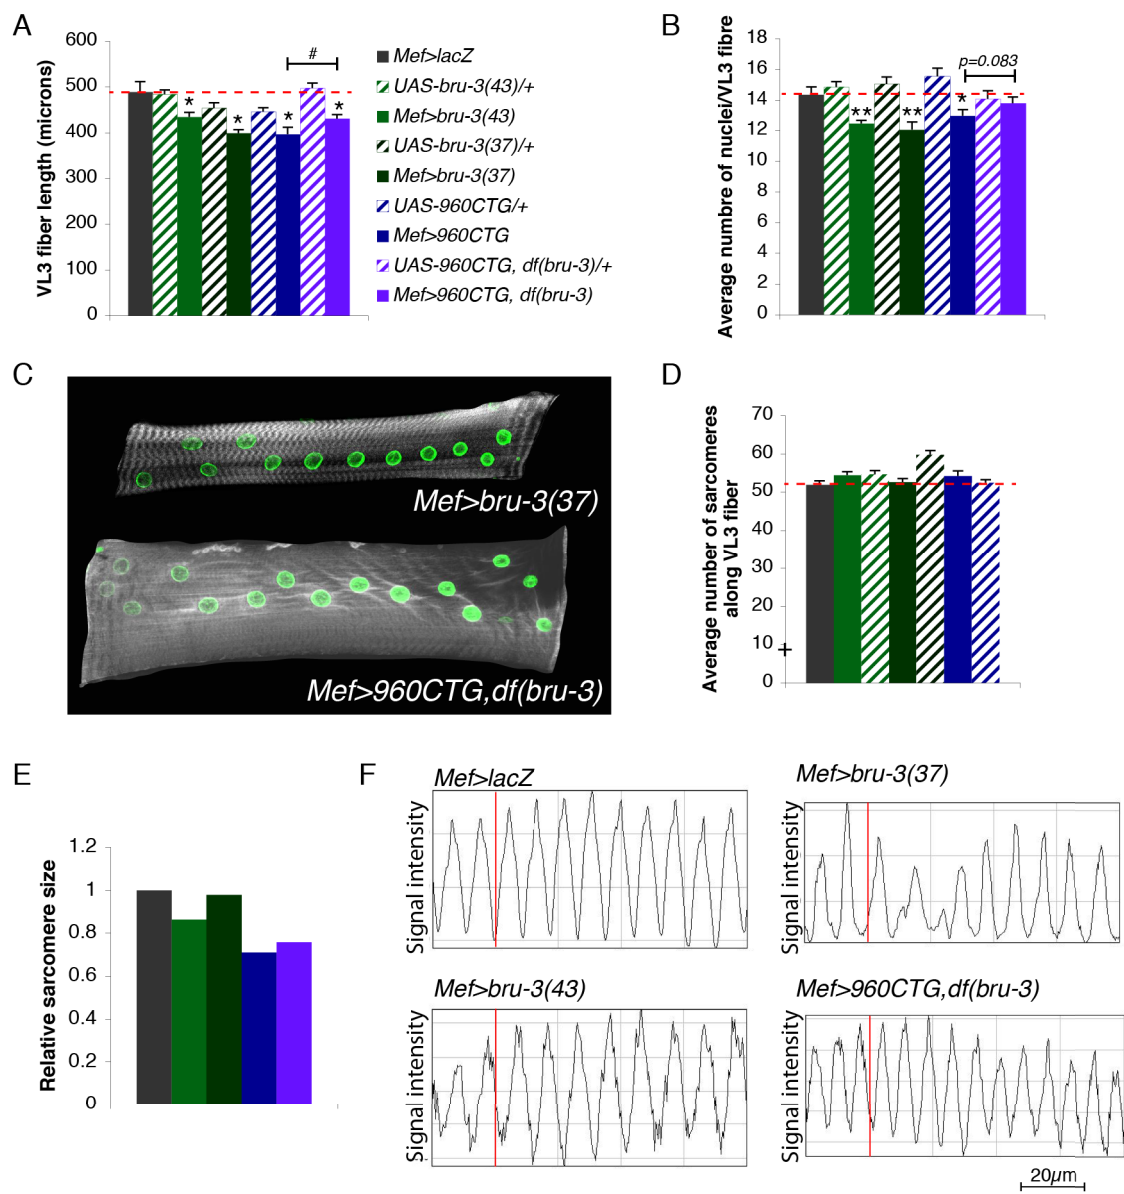 A
600
500
400
300
200
100
0
VL3 fiber length (microns)
#
*
*
*
*
Mef>lacZ
UAS-bru-3(43)/+
Mef>bru-3(43)
UAS-bru-3(37)/+
Mef>bru-3(37)
UAS-960CTG/+
Mef>960CTG
UAS-960CTG, df(bru-3)/+
Mef>960CTG, df(bru-3)
B
18
16
14
12
10
8
6
4
2
0
Average numbre of nuclei/VL3 fibre
p=0.083
**
**
*
C
Mef>bru-3(37)
Mef>960CTG,df(bru-3)
D
70
60
50
40
30
20
10
0
Average number of sarcomeres
along VL3 fiber
E
1.2
1
0.8
0.6
0.4
0.2
0
Relative sarcomere size
F
Mef>lacZ
Signal intensity
Mef>bru-3(37)
Signal intensity
Mef>bru-3(43)
Signal intensity
Mef>960CTG,df(bru-3)
Signal intensity
20µm